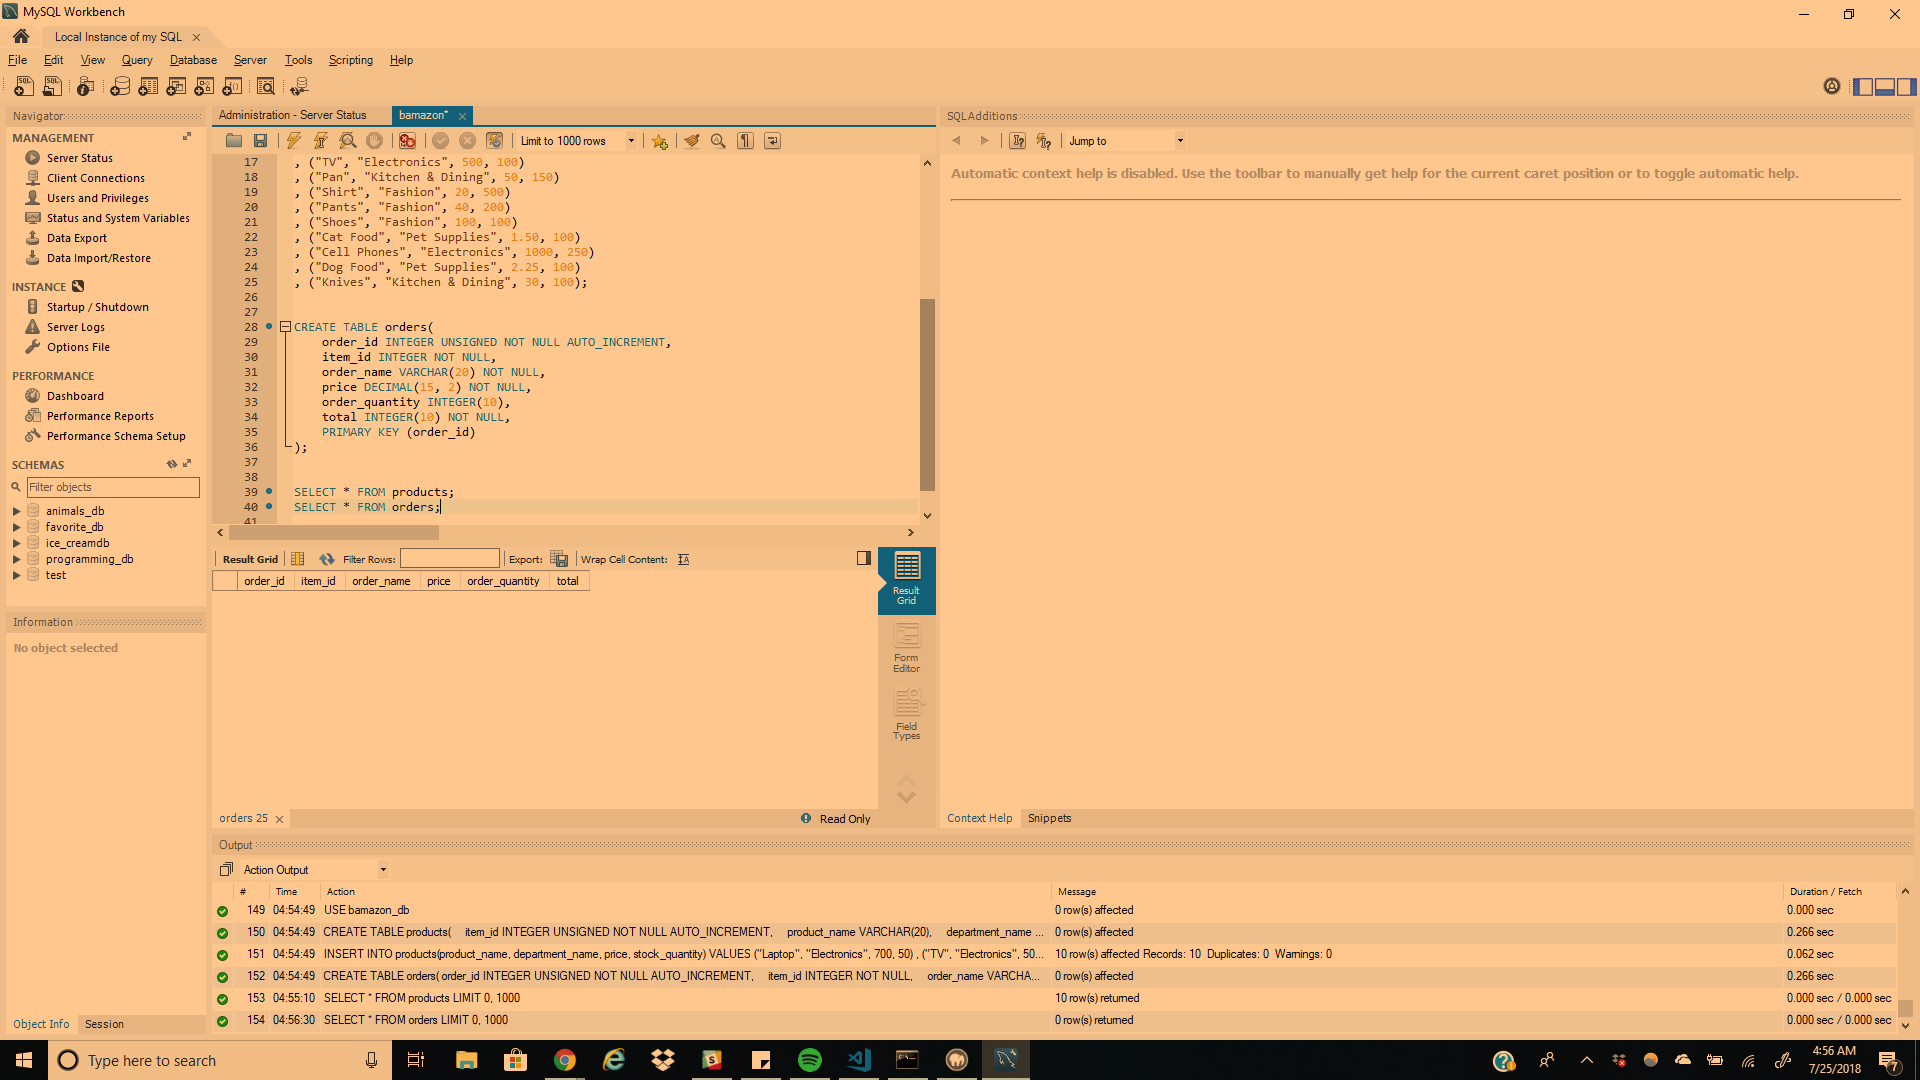 MySQL Workbench
Local Instance of my SQL
File Edit View Query Database Server Tools Scripting Help
Navigator
MANAGEMENT
Server Status
Client Connections
Users and Privileges
Status and System Variables
Data Export
Data Import/Restore
INSTANCE
Startup / Shutdown
Server Logs
Options File
PERFORMANCE
Dashboard
Performance Reports
Performance Schema Setup
SCHEMAS
Filter objects
animals_db
favorite_db
ice_creamdb
programming_db
test
Information
No object selected
Object Info Session
Administration - Server Status bamazon*
Limit to 1000 rows
17 , ("TV", "Electronics", 500, 100)
18 , ("Pan", "Kitchen & Dining", 50, 150)
19 , ("Shirt", "Fashion", 20, 500)
20 , ("Pants", "Fashion", 40, 200)
21 , ("Shoes", "Fashion", 100, 100)
22 , ("Cat Food", "Pet Supplies", 1.50, 100)
23 , ("Cell Phones", "Electronics", 1000, 250)
24 , ("Dog Food", "Pet Supplies", 2.25, 100)
25 , ("Knives", "Kitchen & Dining", 30, 100);
26
27
28 CREATE TABLE orders(
29 order_id INTEGER UNSIGNED NOT NULL AUTO_INCREMENT,
30 item_id INTEGER NOT NULL,
31 order_name VARCHAR(20) NOT NULL,
32 price DECIMAL(15, 2) NOT NULL,
33 order_quantity INTEGER(10),
34 total INTEGER(10) NOT NULL,
35 PRIMARY KEY (order_id)
36 );
37
38
39 SELECT * FROM products;
40 SELECT * FROM orders;
41
Result Grid Filter Rows: Export: Wrap Cell Content:
order_id item_id order_name price order_quantity total
Result
Grid
Form
Editor
Field
Types
orders 25 Read Only
SQLAdditions
Jump to
Automatic context help is disabled. Use the toolbar to manually get help for the current caret position or to toggle automatic help.
Context Help Snippets
Output
Action Output
# Time Action Message Duration / Fetch
149 04:54:49 USE bamazon_db 0 row(s) affected 0.000 sec
150 04:54:49 CREATE TABLE products( item_id INTEGER UNSIGNED NOT NULL AUTO_INCREMENT, product_name VARCHAR(20), department_name ... 0 row(s) affected 0.266 sec
151 04:54:49 INSERT INTO products(product_name, department_name, price, stock_quantity) VALUES ("Laptop", "Electronics", 700, 50) , ("TV", "Electronics", 50... 10 row(s) affected Records: 10 Duplicates: 0 Warnings: 0 0.062 sec
152 04:54:49 CREATE TABLE orders( order_id INTEGER UNSIGNED NOT NULL AUTO_INCREMENT, item_id INTEGER NOT NULL, order_name VARCHA... 0 row(s) affected 0.266 sec
153 04:55:10 SELECT * FROM products LIMIT 0, 1000 10 row(s) returned 0.000 sec / 0.000 sec
154 04:56:30 SELECT * FROM orders LIMIT 0, 1000 0 row(s) returned 0.000 sec / 0.000 sec
Type here to search
4:56 AM
7/25/2018
7